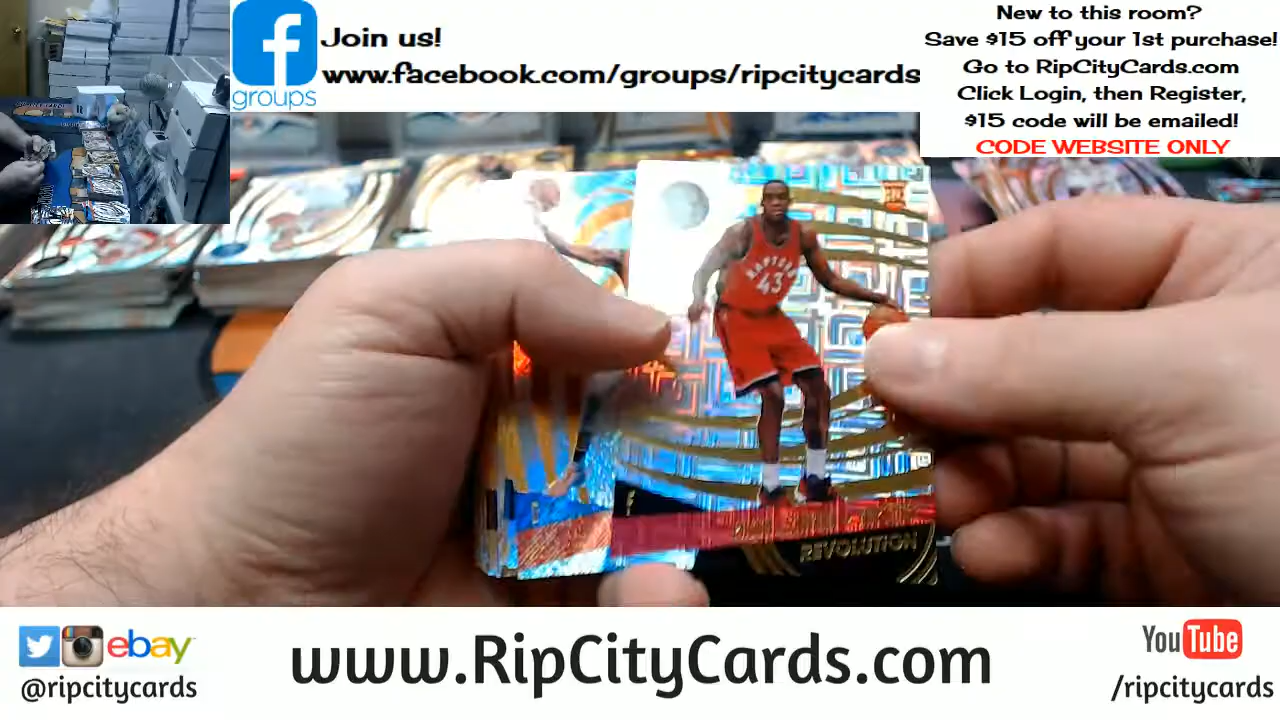 groups
Join us!
www.facebook.com/groups/ripcitycards
New to this room?
Save $15 off your 1st purchase!
Go to RipCityCards.com
Click Login, then Register,
$15 code will be emailed!
CODE WEBSITE ONLY
RAPTORS
43
REVOLUTION
ebay
@ripcitycards
www.RipCityCards.com
YouTube
/ripcitycards